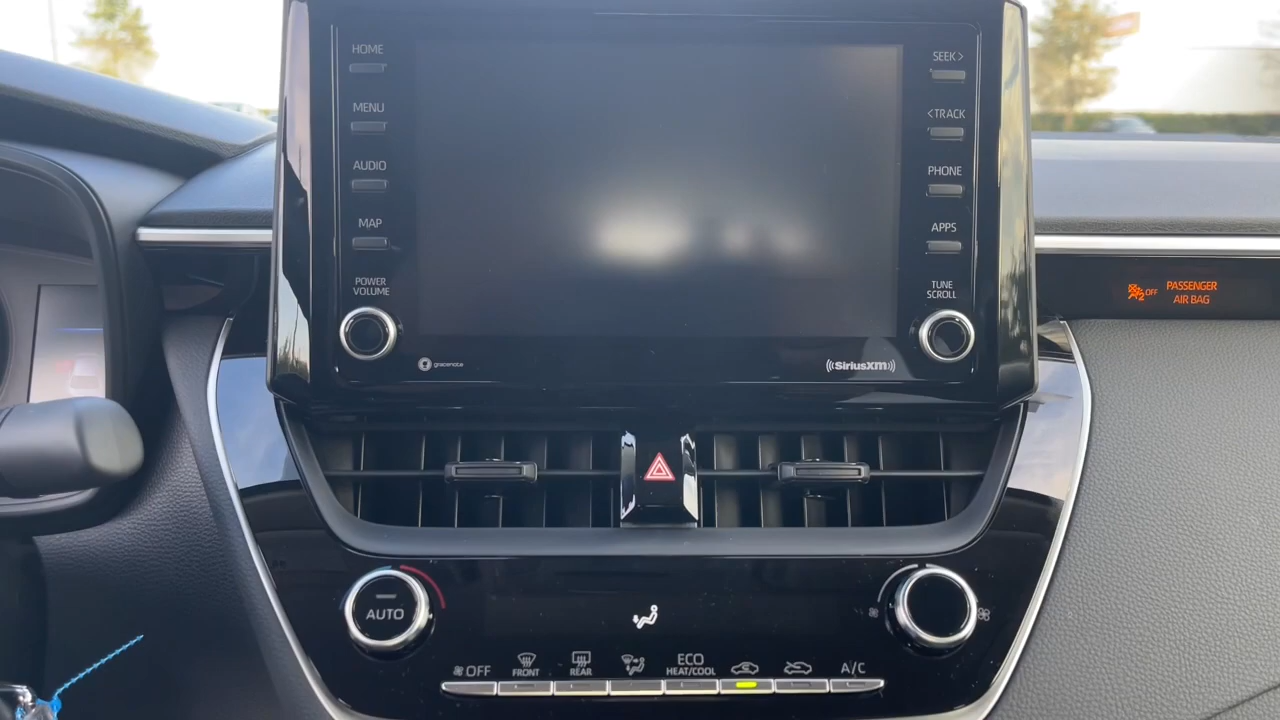 HOME
SEEK >
MENU
< TRACK
AUDIO
PHONE
MAP
APPS
POWER
VOLUME
TUNE
SCROLL
OFF
PASSENGER
AIR BAG
gracenote
((SiriusXM))
AUTO
OFF
FRONT
REAR
ECO
HEAT/COOL
A/C